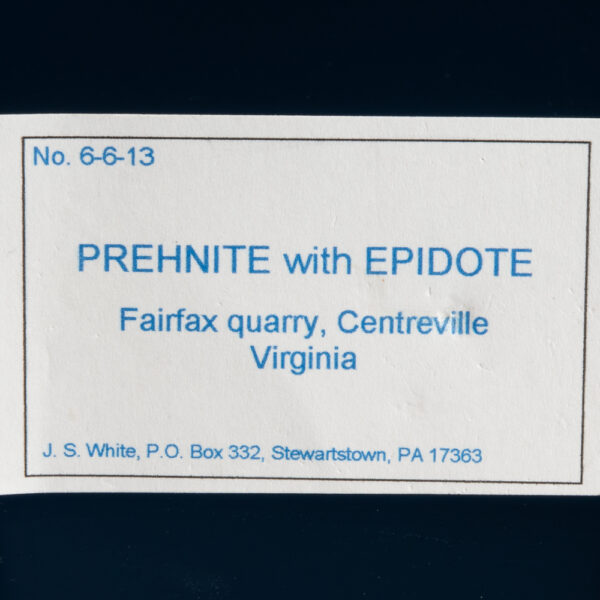 No. 6-6-13
PREHNITE with EPIDOTE
Fairfax quarry, Centreville
Virginia
J. S. White, P.O. Box 332, Stewartstown, PA 17363